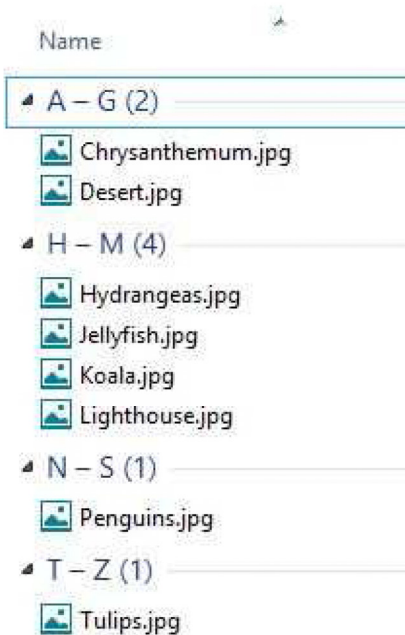 Name
A – G (2)
Chrysanthemum.jpg
Desert.jpg
H – M (4)
Hydrangeas.jpg
Jellyfish.jpg
Koala.jpg
Lighthouse.jpg
N – S (1)
Penguins.jpg
T – Z (1)
Tulips.jpg